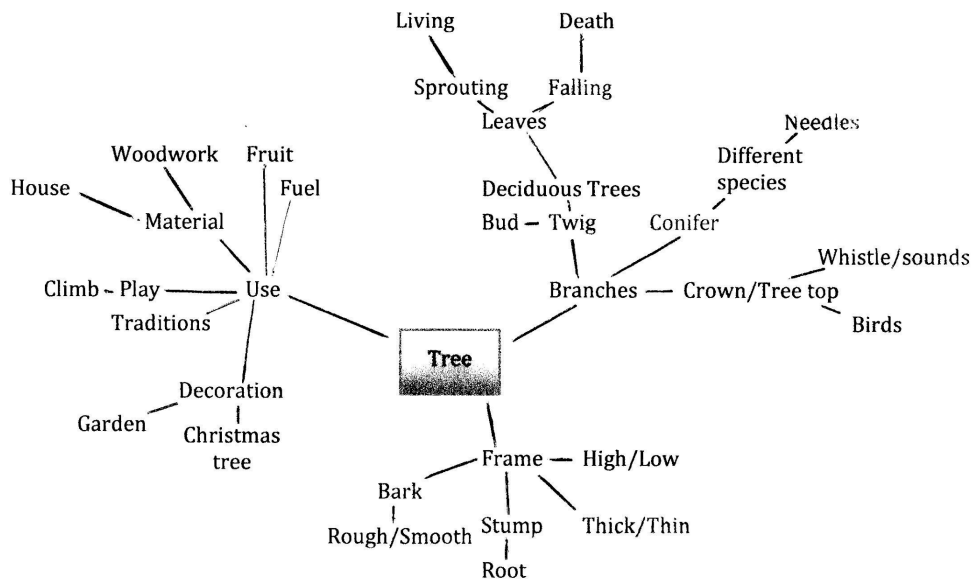 Living
Death
Sprouting
Falling
Leaves
Needles
Different
species
Woodwork
Fruit
House
Fuel
Deciduous Trees
Material
Bud
Twig
Conifer
Whistle/sounds
Climb
Play
Use
Branches
Crown/Tree top
Traditions
Birds
Tree
Decoration
Garden
Christmas
tree
Frame
High/Low
Bark
Rough/Smooth
Stump
Thick/Thin
Root